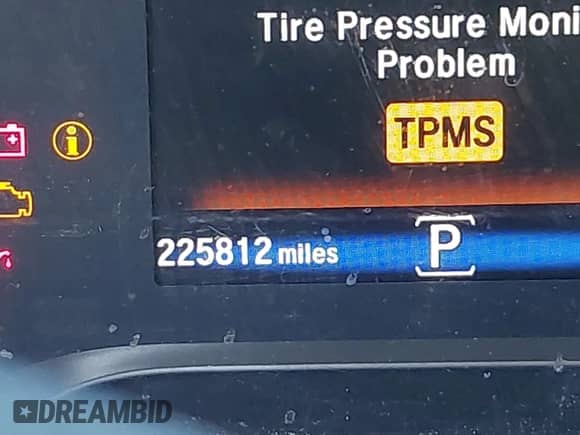 Tire Pressure Moni
Problem
TPMS
225812 miles
P
DREAMBID